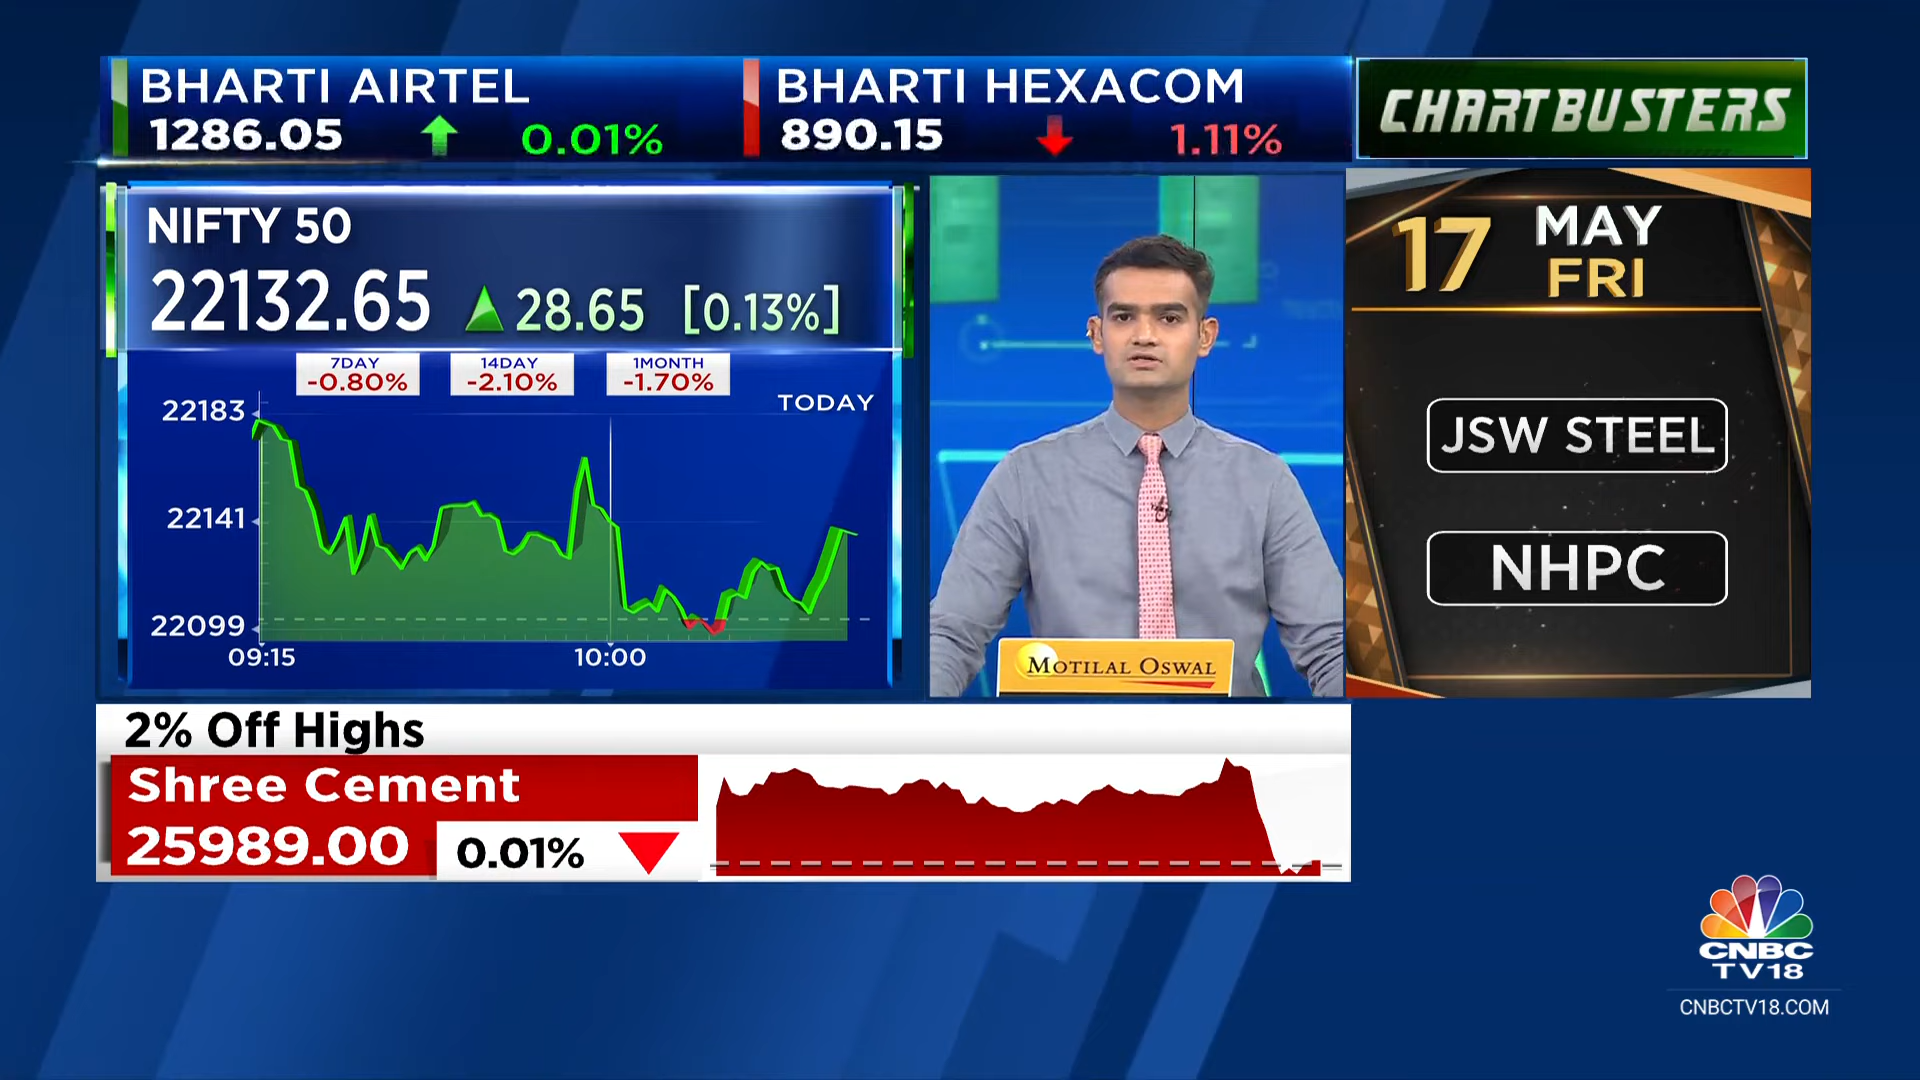 BHARTI AIRTEL
1286.05 0.01%
BHARTI HEXACOM
890.15 1.11%
CHARTBUSTERS
NIFTY 50
22132.65 28.65 [0.13%]
7DAY
-0.80%
14DAY
-2.10%
1MONTH
-1.70%
TODAY
22183
22141
22099
09:15 10:00
MOTILAL OSWAL
17 MAY
FRI
JSW STEEL
NHPC
2% Off Highs
Shree Cement
25989.00 0.01%
CNBC
TV18
CNBCTV18.COM